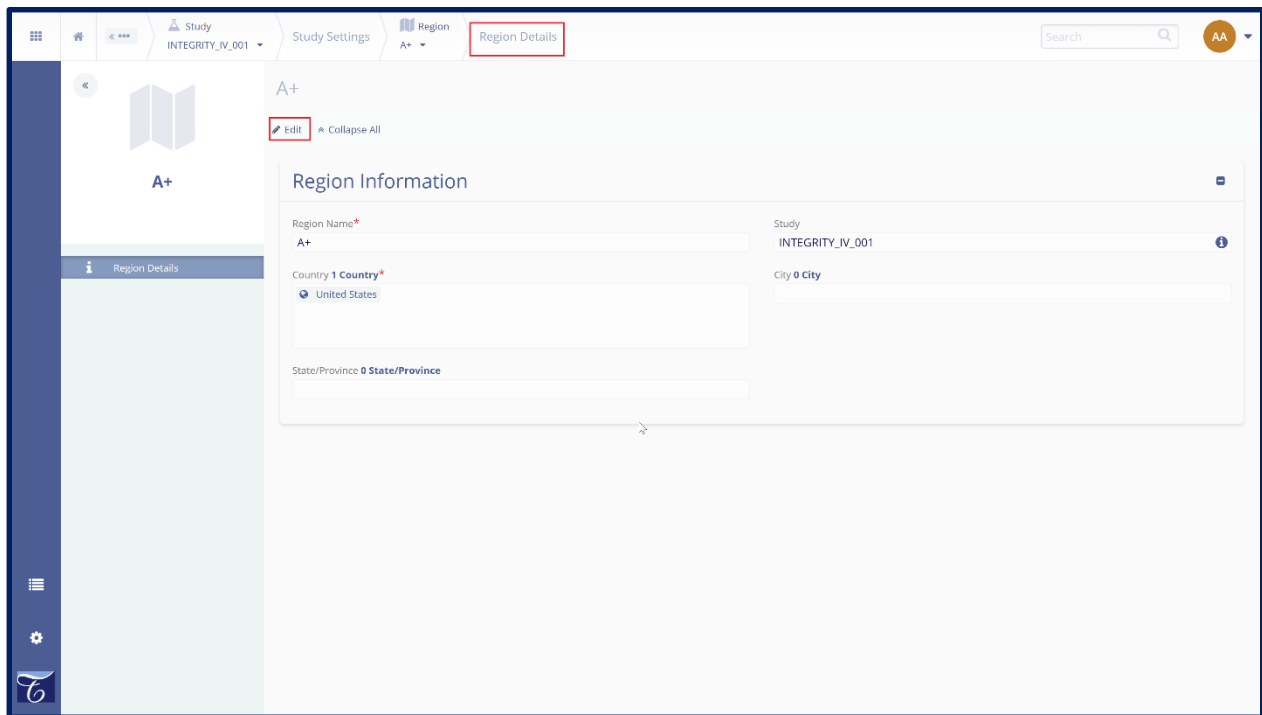 Study
INTEGRITY_IV_001
Study Settings
Region
A+
Region Details
Search
AA
A+
Region Details
A+
Edit
Collapse All
Region Information
Region Name*
A+
Study
INTEGRITY_IV_001
Country 1 Country*
United States
City 0 City
State/Province 0 State/Province